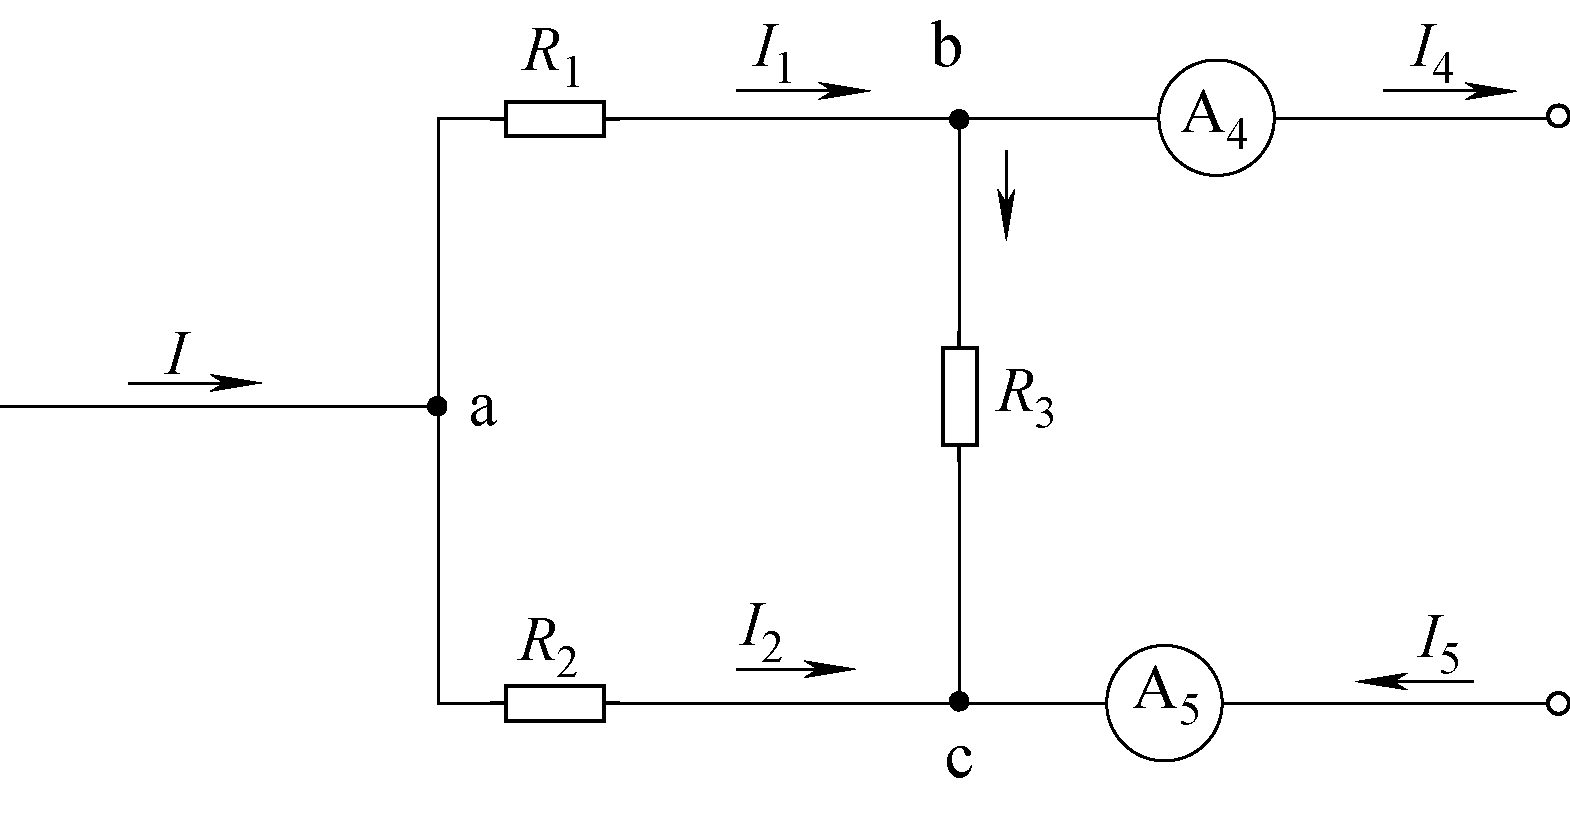 R₁
I₁
b
A₄
I₄
I
a
R₃
R₂
I₂
c
A₅
I₅